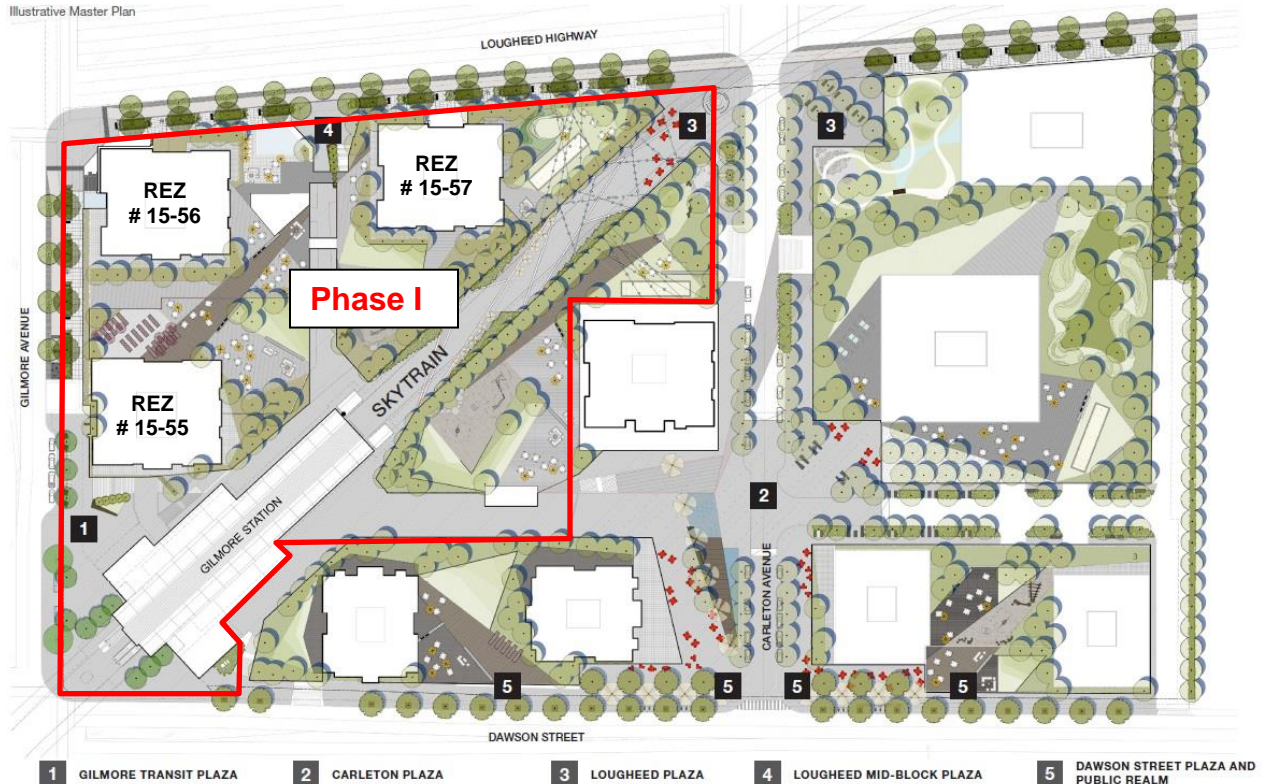 Illustrative Master Plan
LOUGHEED HIGHWAY
4
3
3
REZ
# 15-57
REZ
# 15-56
Phase I
GILMORE AVENUE
SKYTRAIN
REZ
# 15-55
2
1
GILMORE STATION
CARLETON AVENUE
5
5
5
5
DAWSON STREET
1 GILMORE TRANSIT PLAZA
2 CARLETON PLAZA
3 LOUGHEED PLAZA
4 LOUGHEED MID-BLOCK PLAZA
5 DAWSON STREET PLAZA AND
PUBLIC REALM